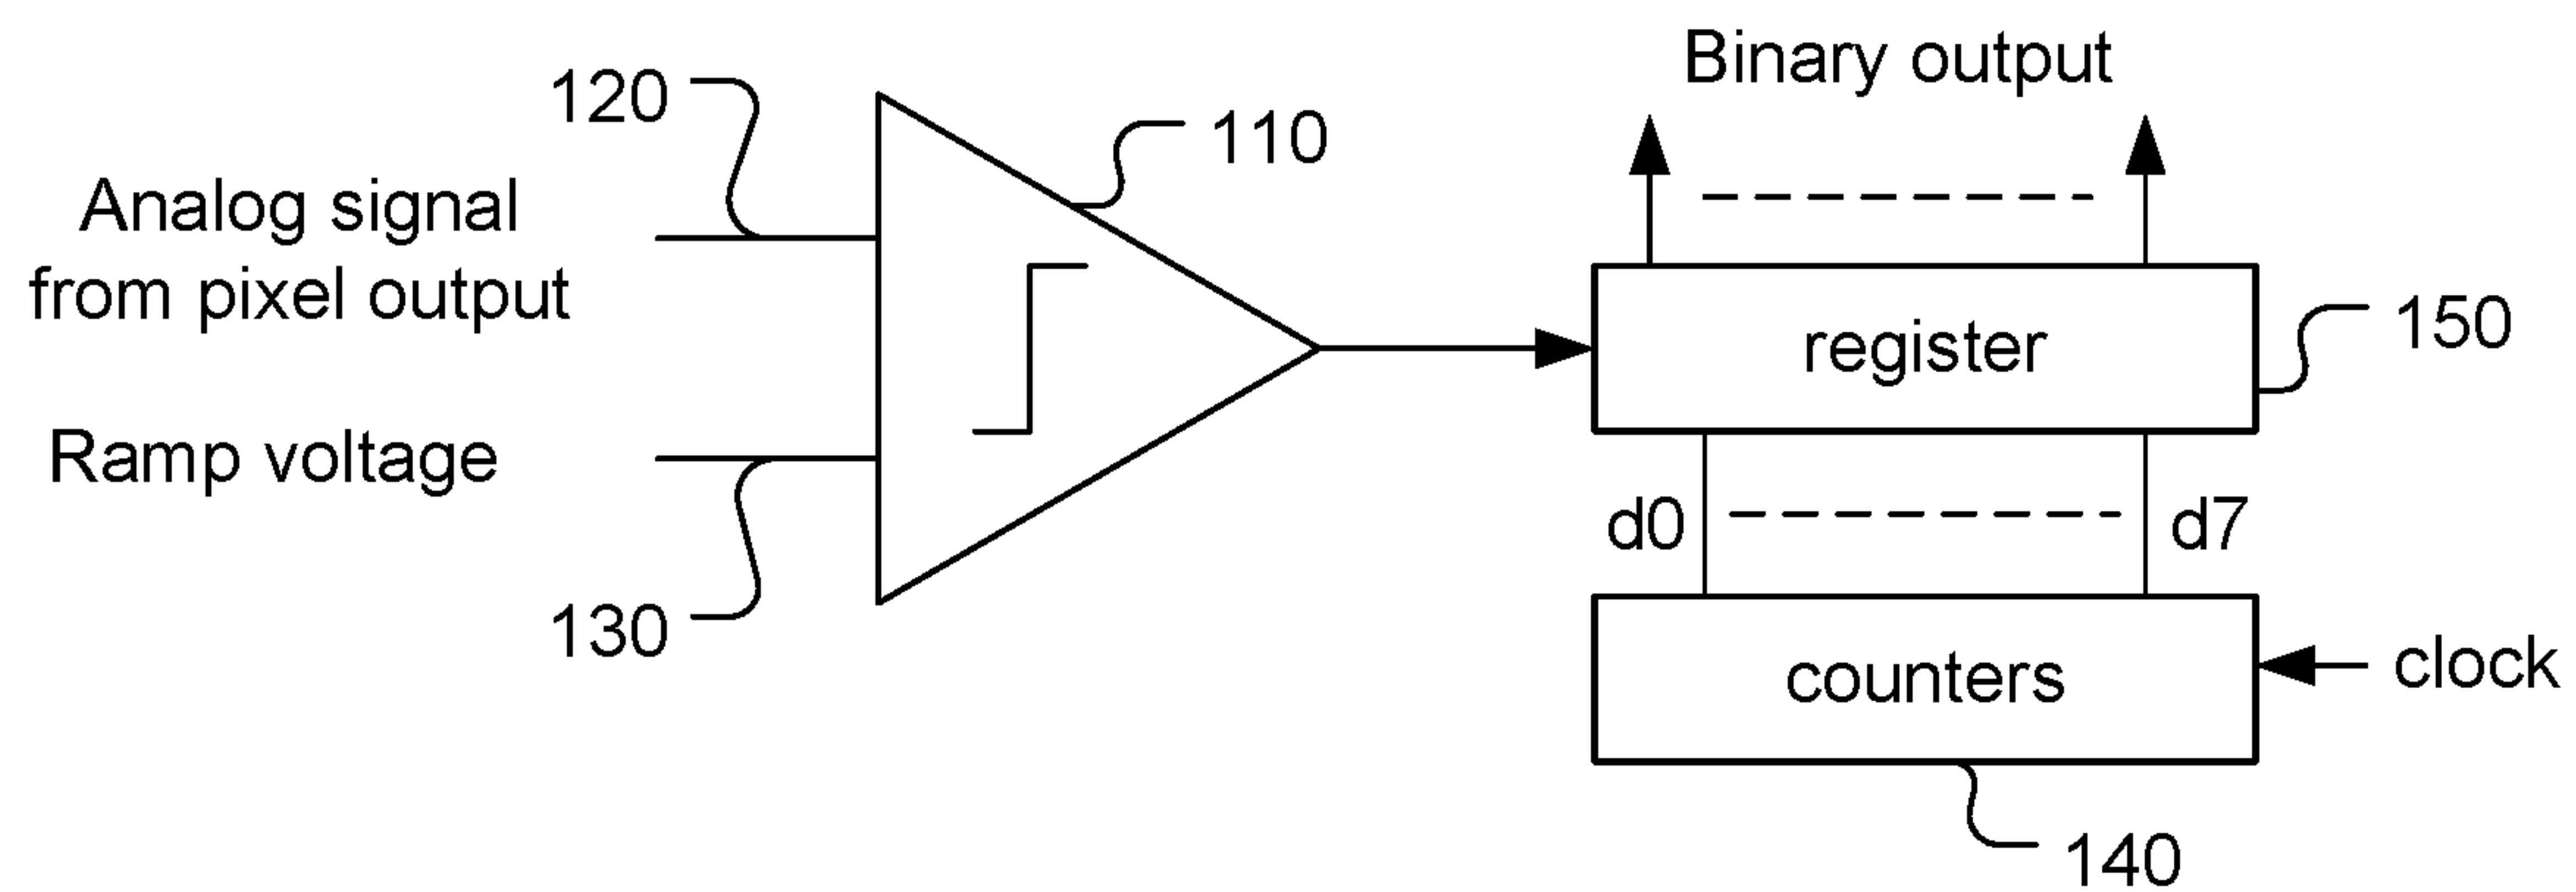 Binary output
120
110
Analog signal
from pixel output
150
register
Ramp voltage
d0
d7
130
counters
clock
140